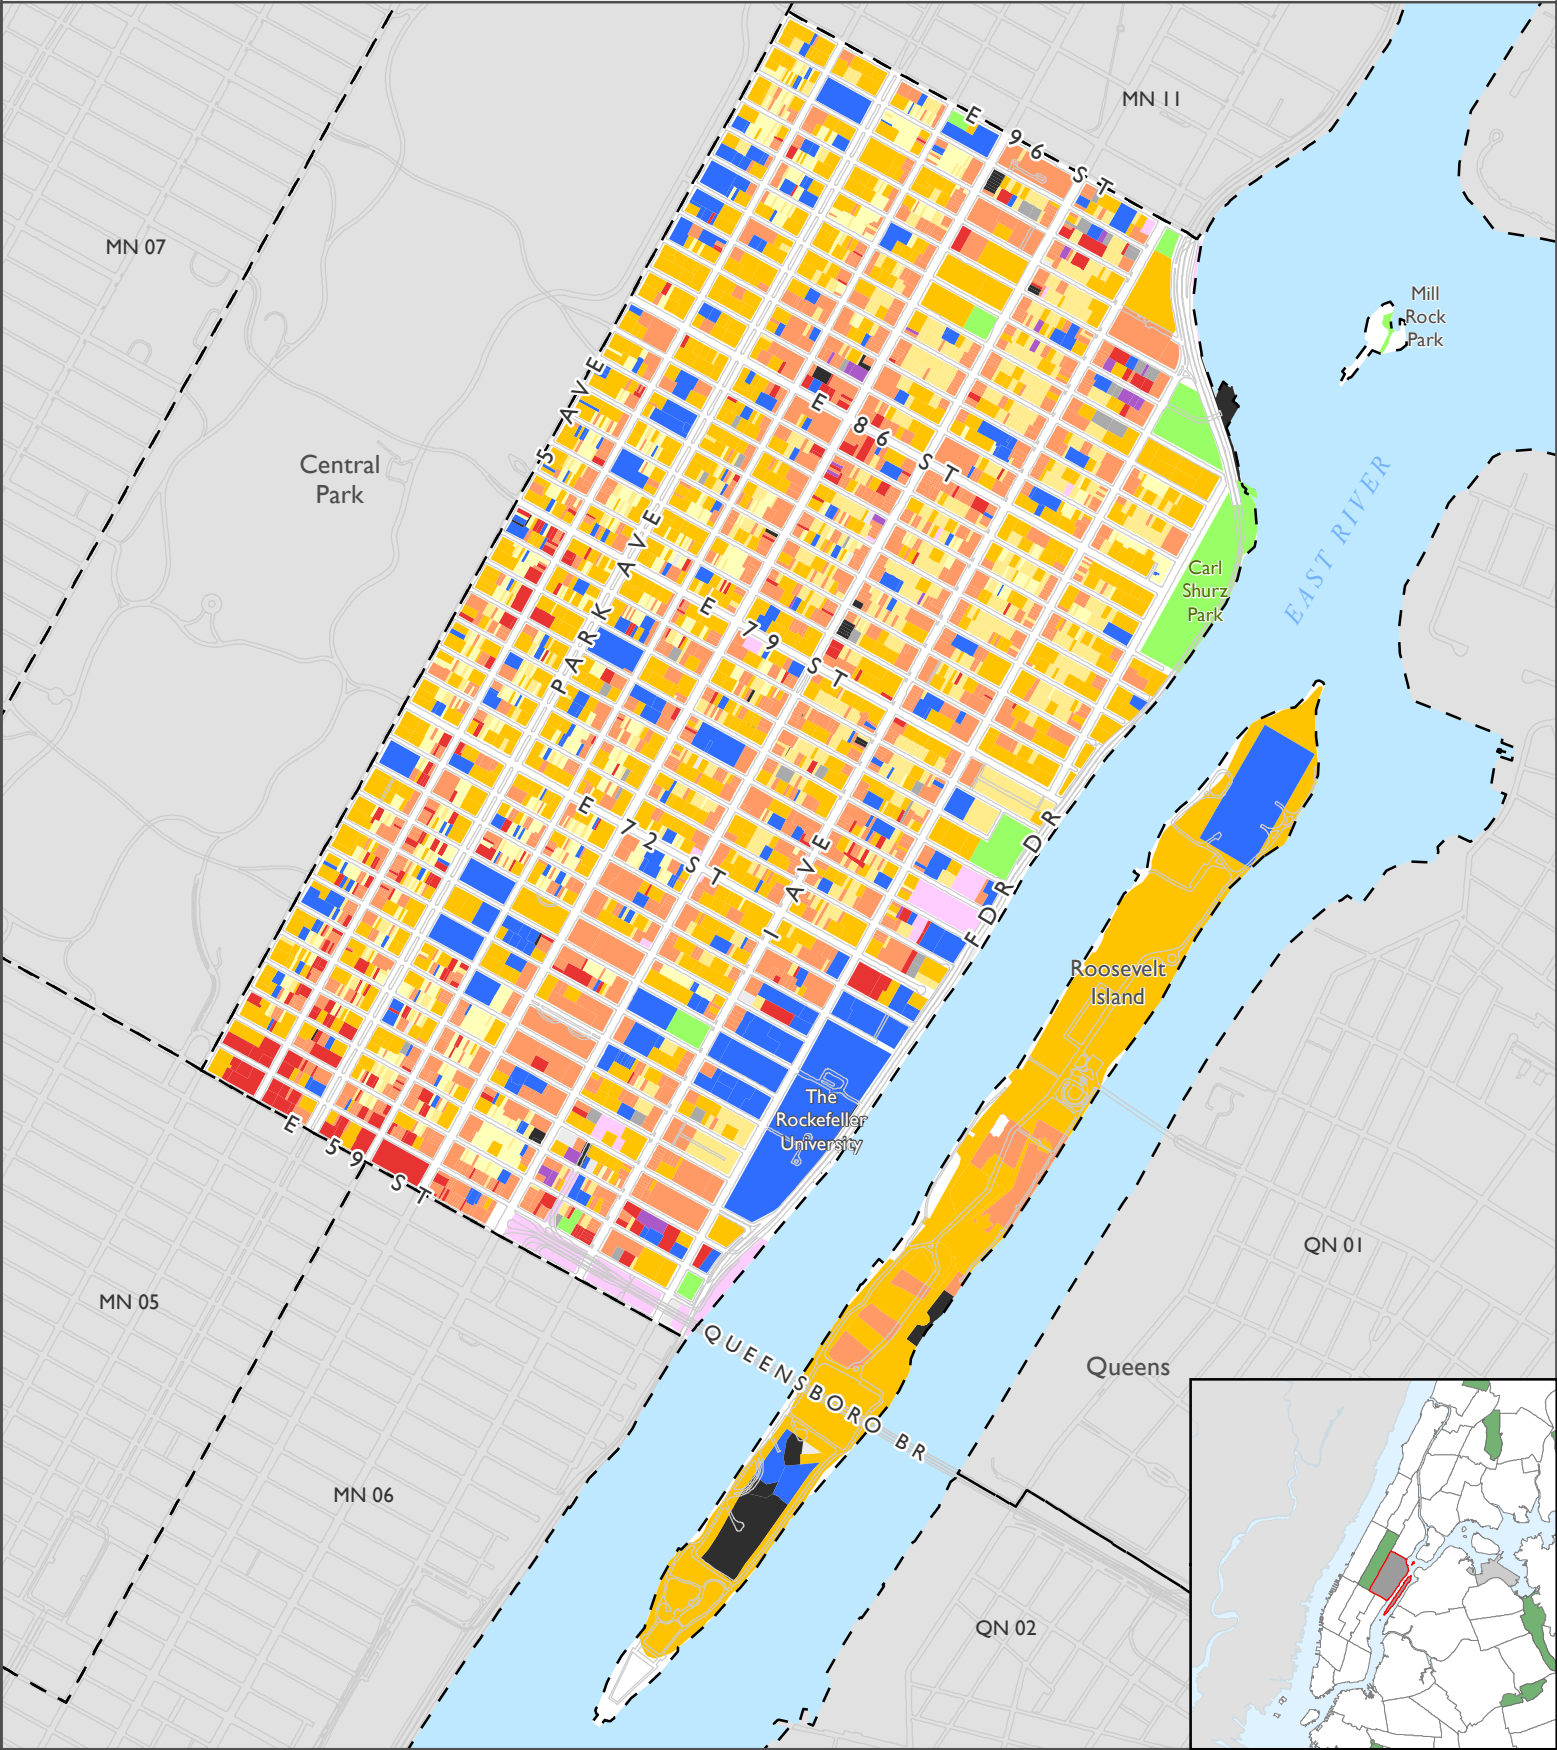 MN 11
E 96 ST
MN 07
Mill
Rock
Park
5 AVE
E 86 ST
Central
Park
PARK AVE
EAST RIVER
Carl
Shurz
Park
E 79 ST
E 72 ST
1 AVE
FDR DR
Roosevelt
Island
The
Rockefeller
University
E 59 ST
QN 01
MN 05
QUEENSBORO BR
Queens
MN 06
QN 02